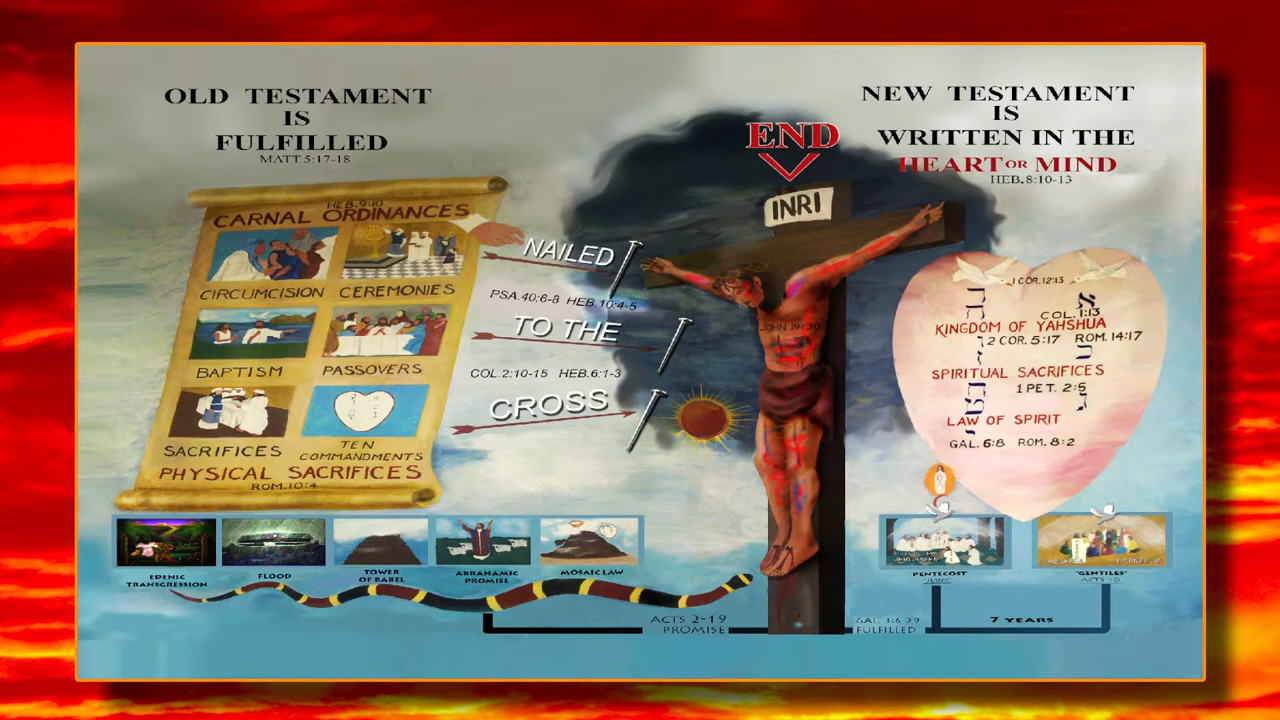 OLD TESTAMENT
IS
FULFILLED
MATT.5:17-18
HEB.9:10
CARNAL ORDINANCES
CIRCUMCISION
CEREMONIES
BAPTISM
PASSOVERS
SACRIFICES
TEN
COMMANDMENTS
PHYSICAL SACRIFICES
ROM.10:4
NAILED
PSA.40:6-8 HEB.10:4-5
TO THE
COL.2:10-15 HEB.6:1-3
CROSS
END
INRI
JOHN 19:30
NEW TESTAMENT
IS
WRITTEN IN THE
HEART OR MIND
HEB.8:10-13
1 COR.12:13
COL.1:13
KINGDOM OF YAHSHUA
2 COR.5:17 ROM.14:17
SPIRITUAL SACRIFICES
1 PET. 2:5
LAW OF SPIRIT
GAL. 6:8 ROM. 8:2
EDENIC
TRANSGRESSION
FLOOD
TOWER
OF BABEL
ABRAHAMIC
PROMISE
MOSAIC LAW
PENTECOST
"GENTILES"
ACTS 10
ACTS 2-19
PROMISE
GAL. 3:6-29
FULFILLED
7 YEARS